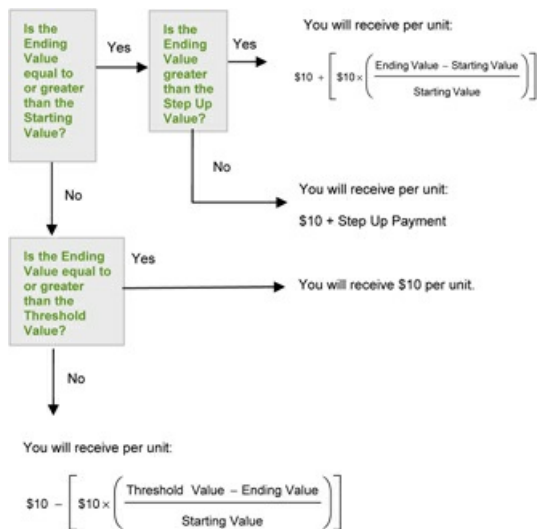 Is the
Ending
Value
equal to
or greater
than the
Starting
Value?
Yes
Is the
Ending
Value
greater
than the
Step Up
Value?
Yes
You will receive per unit:
$10 + [ $10 × ( Ending Value – Starting Value
Starting Value ) ]
No
You will receive per unit:
$10 + Step Up Payment
No
Is the Ending
Value equal to
or greater
than the
Threshold
Value?
Yes
You will receive $10 per unit.
No
You will receive per unit:
$10 – [ $10 × ( Threshold Value – Ending Value
Starting Value ) ]